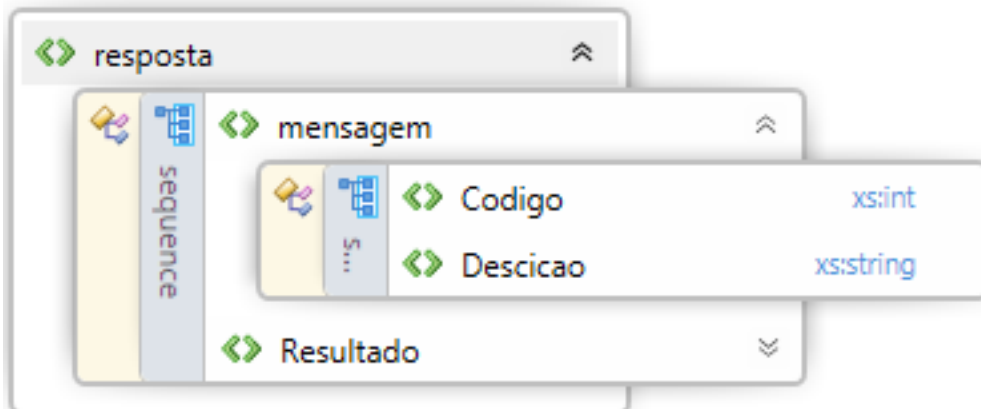 resposta
sequence
mensagem
s...
Codigo xs:int
Descicao xs:string
Resultado